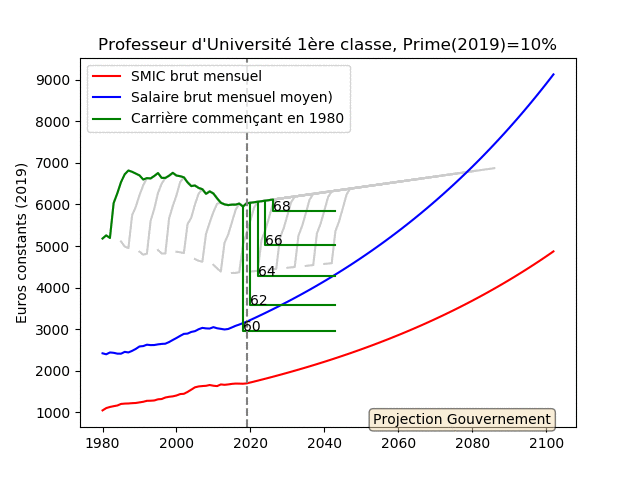 Professeur d'Université 1ère classe, Prime(2019)=10%
SMIC brut mensuel
Salaire brut mensuel moyen)
Carrière commençant en 1980
Euros constants (2019)
9000
8000
7000
6000
5000
4000
3000
2000
1000
68
66
64
62
60
Projection Gouvernement
1980 2000 2020 2040 2060 2080 2100